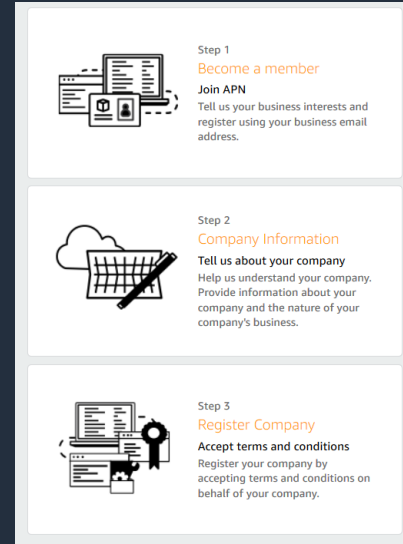 Step 1
Become a member
Join APN
Tell us your business interests and
register using your business email
address.
Step 2
Company Information
Tell us about your company
Help us understand your company.
Provide information about your
company and the nature of your
company's business.
Step 3
Register Company
Accept terms and conditions
Register your company by
accepting terms and conditions on
behalf of your company.